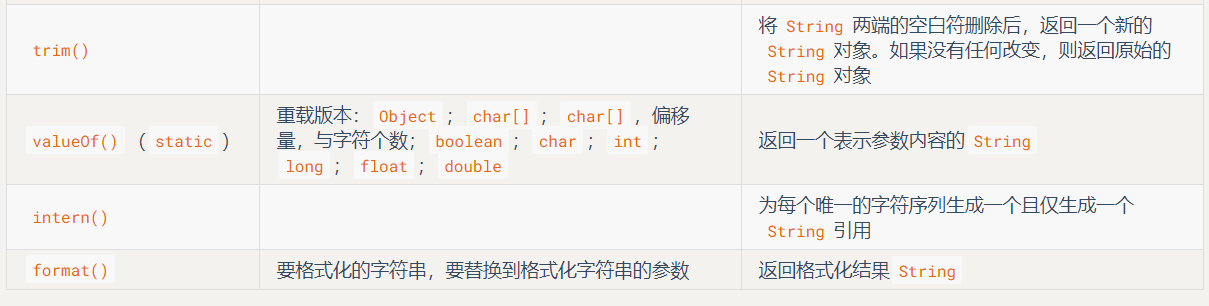 trim()
将 String 两端的空白符删除后，返回一个新的
String 对象。如果没有任何改变，则返回原始的
String 对象
valueOf() （ static ）
重载版本： Object ； char[] ； char[] ，偏移
量，与字符个数； boolean ； char ； int ；
long ； float ； double
返回一个表示参数内容的 String
intern()
为每个唯一的字符序列生成一个且仅生成一个
String 引用
format()
要格式化的字符串，要替换到格式化字符串的参数
返回格式化结果 String